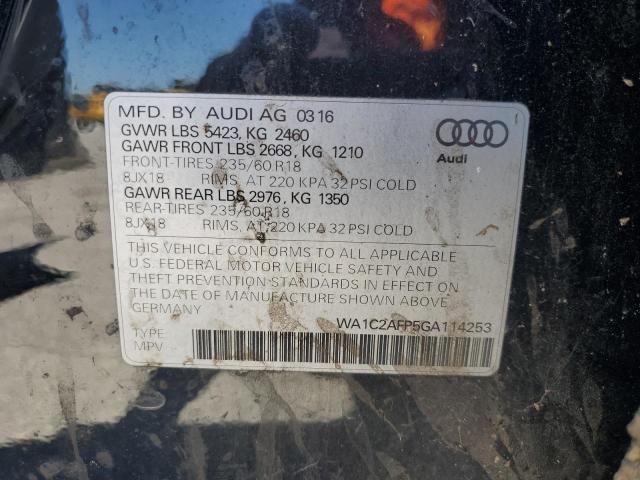 MFD. BY AUDI AG 03 16
GVWR LBS 5423, KG 2460
GAWR FRONT LBS 2668, KG 1210
FRONT-TIRES 235/60 R18
8JX18 RIMS, AT 220 KPA 32 PSI COLD
GAWR REAR LBS 2976, KG 1350
REAR-TIRES 235/60 R18
8JX18 RIMS, AT 220 KPA 32 PSI COLD
Audi
THIS VEHICLE CONFORMS TO ALL APPLICABLE
U.S. FEDERAL MOTOR VEHICLE SAFETY AND
THEFT PREVENTION STANDARDS IN EFFECT ON
THE DATE OF MANUFACTURE SHOWN ABOVE.
GERMANY
WA1C2AFP5GA114253
TYPE
MPV